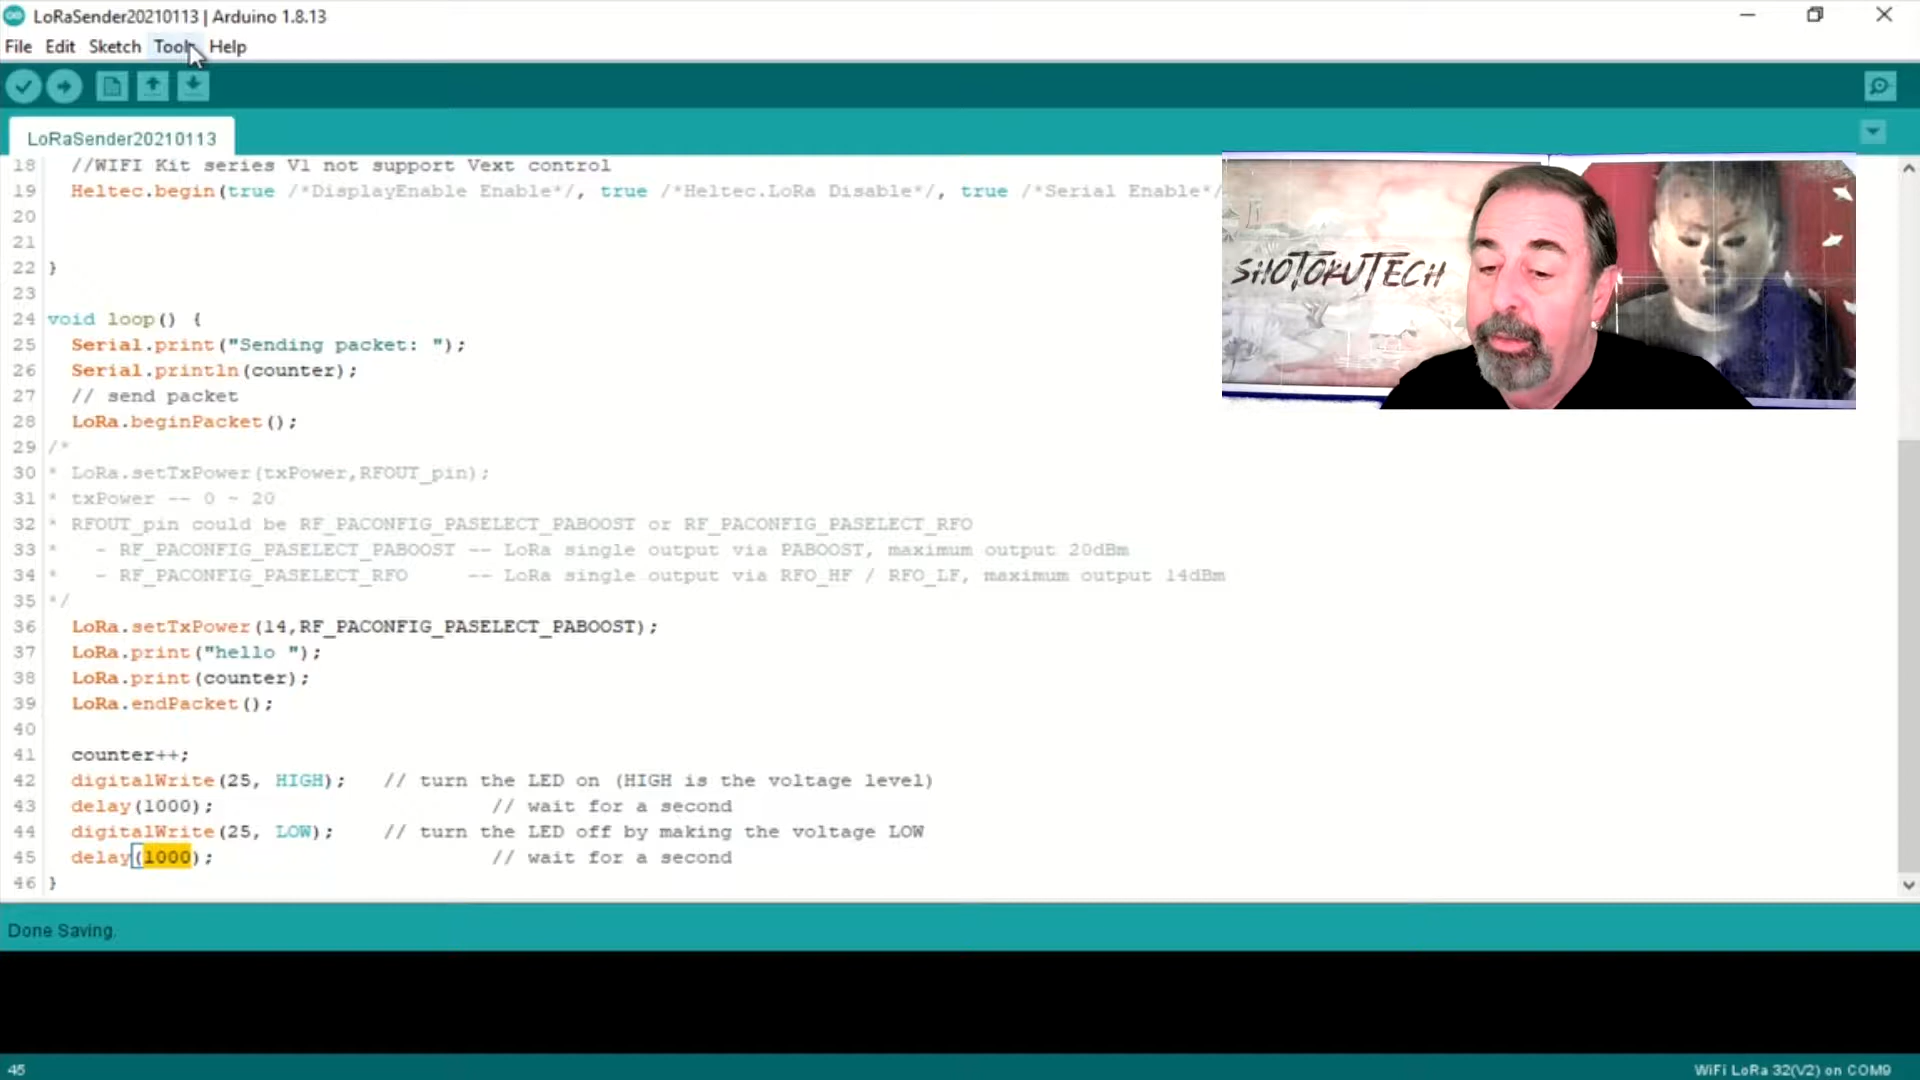 LoRaSender20210113 | Arduino 1.8.13
File Edit Sketch Tools Help
LoRaSender20210113
18 //WIFI Kit series V1 not support Vext control
19 Heltec.begin(true /*DisplayEnable Enable*/, true /*Heltec.LoRa Disable*/, true /*Serial Enable*/
20
21
22 }
23
24 void loop() {
25 Serial.print("Sending packet: ");
26 Serial.println(counter);
27 // send packet
28 LoRa.beginPacket();
29 /*
30 * LoRa.setTxPower(txPower,RFOUT_pin);
31 * txPower -- 0 ~ 20
32 * RFOUT_pin could be RF_PACONFIG_PASELECT_PABOOST or RF_PACONFIG_PASELECT_RFO
33 * - RF_PACONFIG_PASELECT_PABOOST -- LoRa single output via PABOOST, maximum output 20dBm
34 * - RF_PACONFIG_PASELECT_RFO -- LoRa single output via RFO_HF / RFO_LF, maximum output 14dBm
35 */
36 LoRa.setTxPower(14,RF_PACONFIG_PASELECT_PABOOST);
37 LoRa.print("hello ");
38 LoRa.print(counter);
39 LoRa.endPacket();
40
41 counter++;
42 digitalWrite(25, HIGH); // turn the LED on (HIGH is the voltage level)
43 delay(1000); // wait for a second
44 digitalWrite(25, LOW); // turn the LED off by making the voltage LOW
45 delay(1000); // wait for a second
46 }
SHOTOKUTECH
Done Saving.
45
WiFi LoRa 32(V2) on COM9